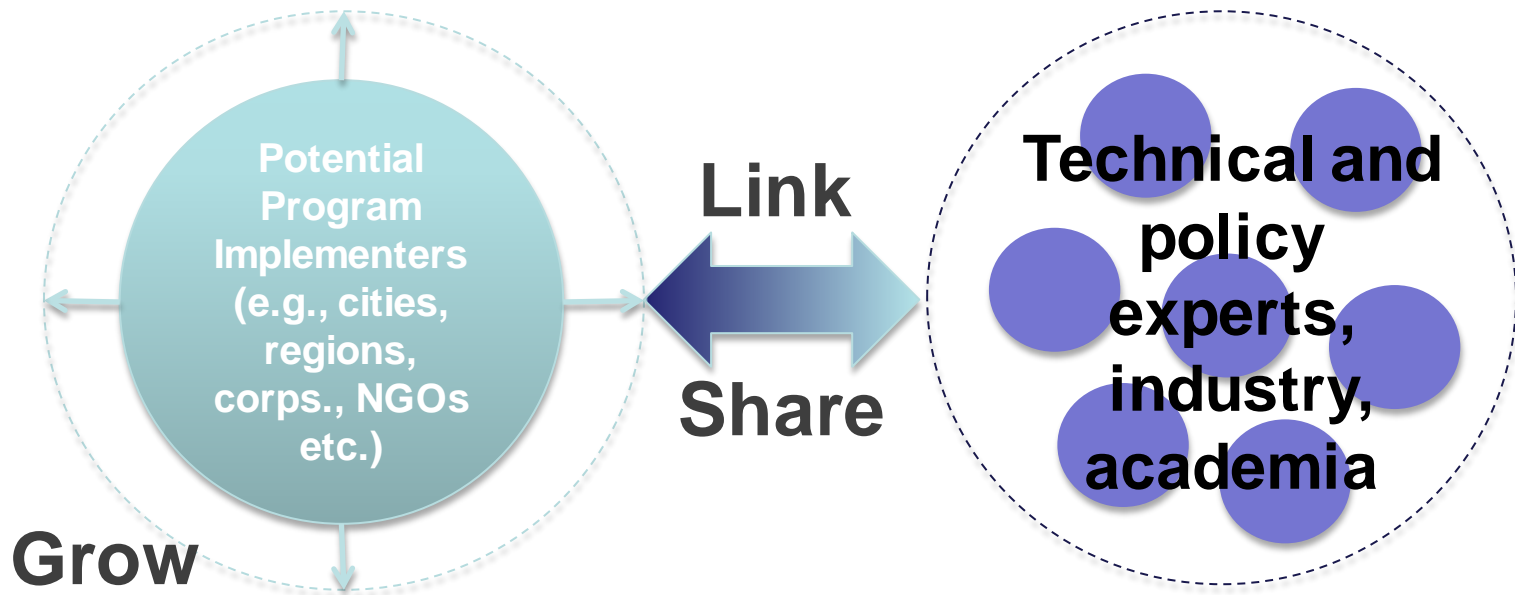 Potential
Program
Implementers
(e.g., cities,
regions,
corps., NGOs
etc.)
Grow
Link
Share
Technical and
policy
experts,
industry,
academia